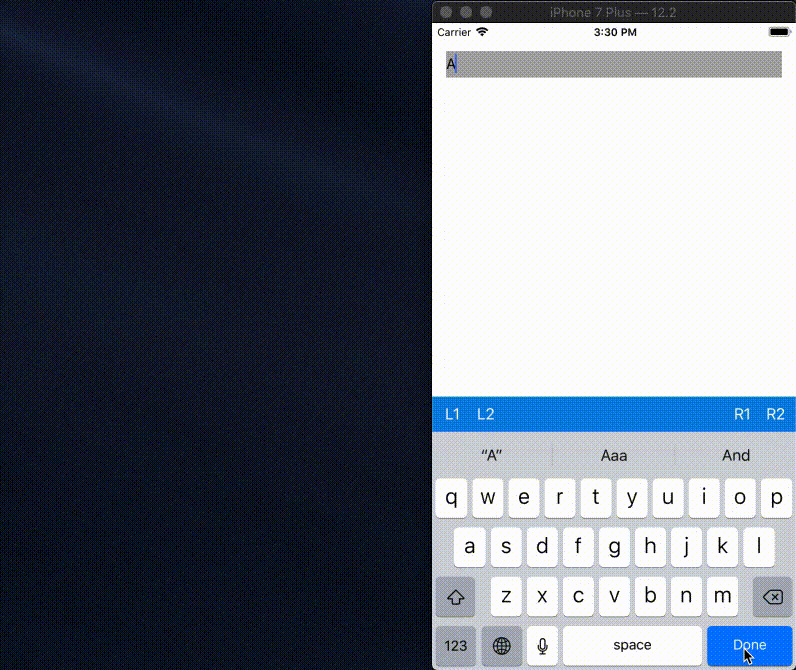 iPhone 7 Plus — 12.2
Carrier 3:30 PM
A
L1 L2 R1 R2
“A” Aaa And
q w e r t y u i o p
a s d f g h j k l
z x c v b n m
123 space Done